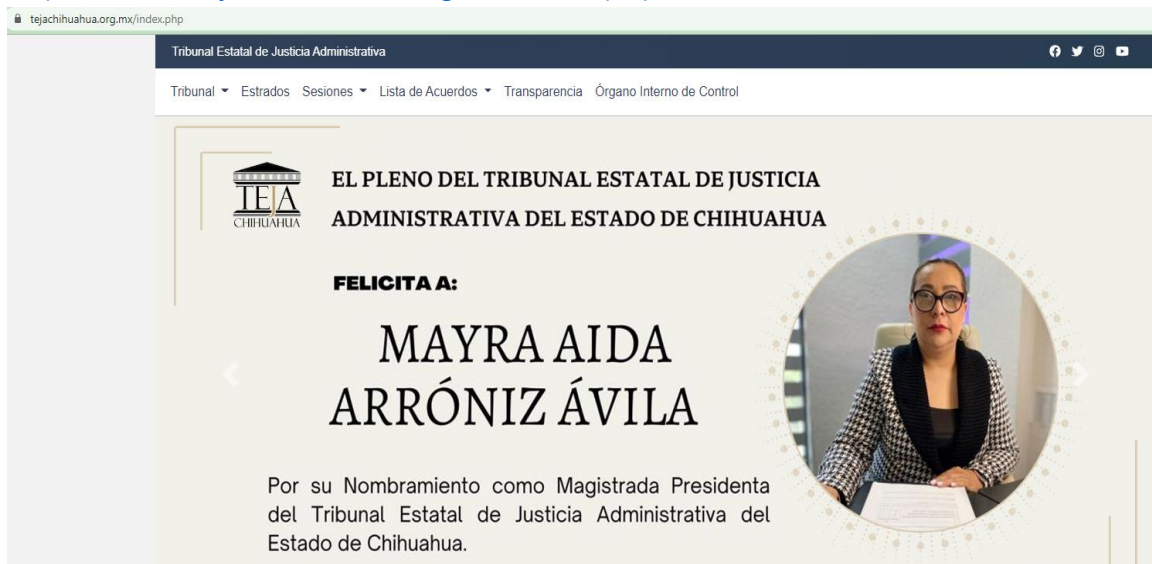 tejachihuahua.org.mx/index.php
Tribunal Estatal de Justicia Administrativa
Tribunal Estrados Sesiones Lista de Acuerdos Transparencia Órgano Interno de Control
TEJA
CHIHUAHUA
EL PLENO DEL TRIBUNAL ESTATAL DE JUSTICIA
ADMINISTRATIVA DEL ESTADO DE CHIHUAHUA
FELICITA A:
MAYRA AIDA
ARRÓNIZ ÁVILA
Por su Nombramiento como Magistrada Presidenta
del Tribunal Estatal de Justicia Administrativa del
Estado de Chihuahua.